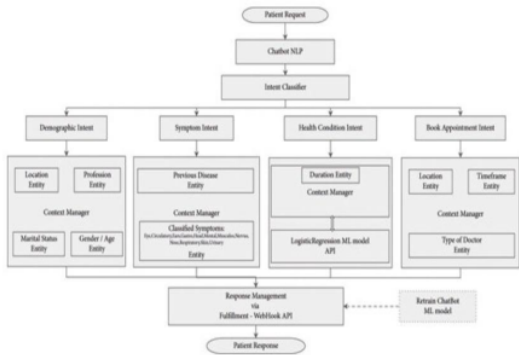 Patient Request
Chatbot NLP
Intent Classifier
Demographic Intent
Symptom Intent
Health Condition Intent
Book Appointment Intent
Location
Entity
Profession
Entity
Context Manager
Marital Status
Entity
Gender / Age
Entity
Previous Disease
Entity
Context Manager
Classified Symptoms:
Entity
Duration Entity
Context Manager
LogisticRegression ML model
API
Location
Entity
Timeframe
Entity
Context Manager
Type of Doctor
Entity
Response Management
via
Fulfillment - WebHook API
Retrain ChatBot
ML model
Patient Response